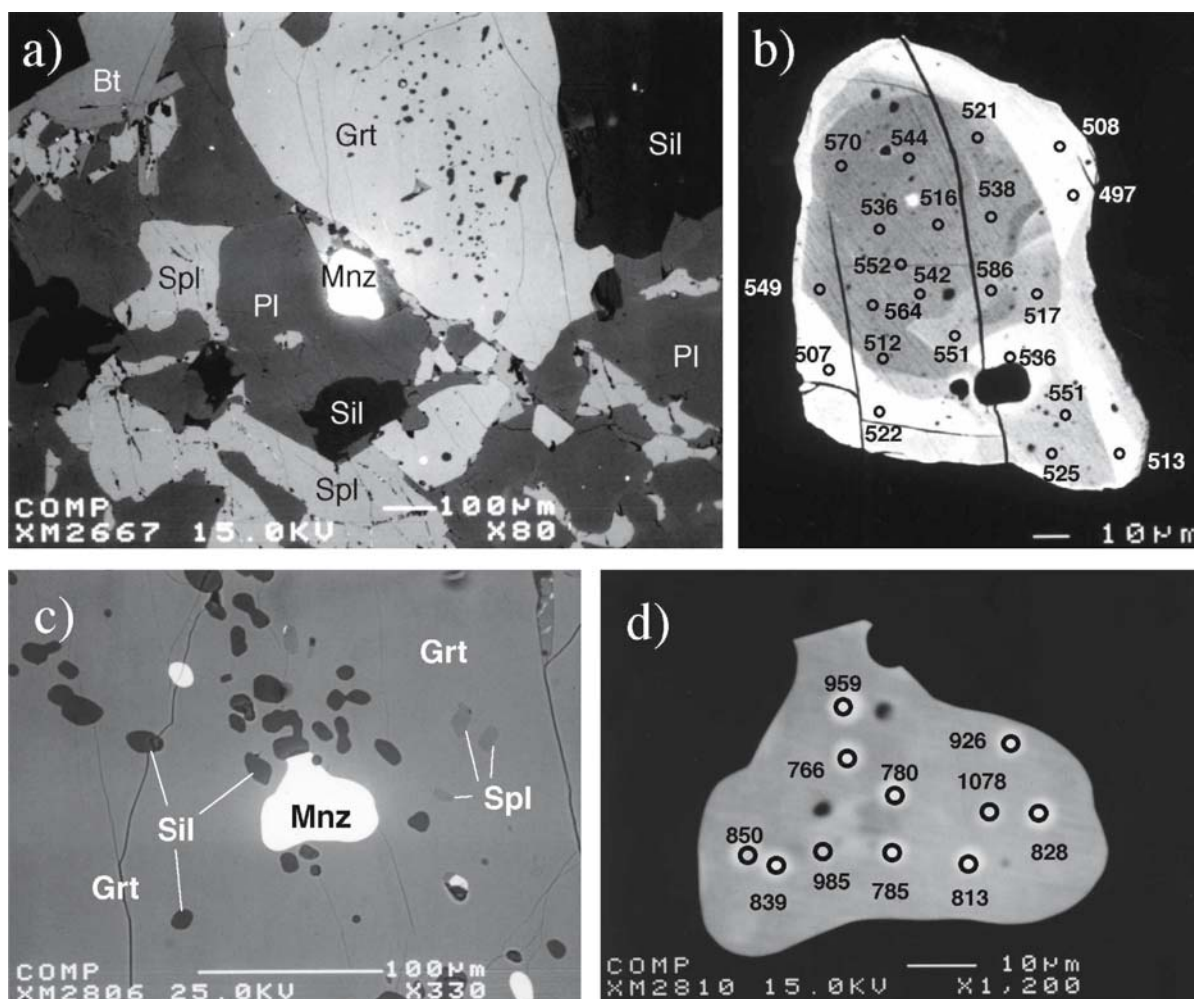 a)
Bt
Grt
Sil
Mnz
Spl
Pl
Pl
Sil
Spl
COMP 100µm
XM2667 15.0KV X80
b)
521
508
570 544
497
516 538
536
552 542 586
549
564 517
512 551 536
507
551
522
525 513
10µm
c)
Grt
Sil
Mnz
Spl
Grt
COMP 100µm
XM2806 25.0KV X330
d)
959
926
766 780 1078
850
828
839 985 785 813
COMP 10µm
XM2810 15.0KV X1,200